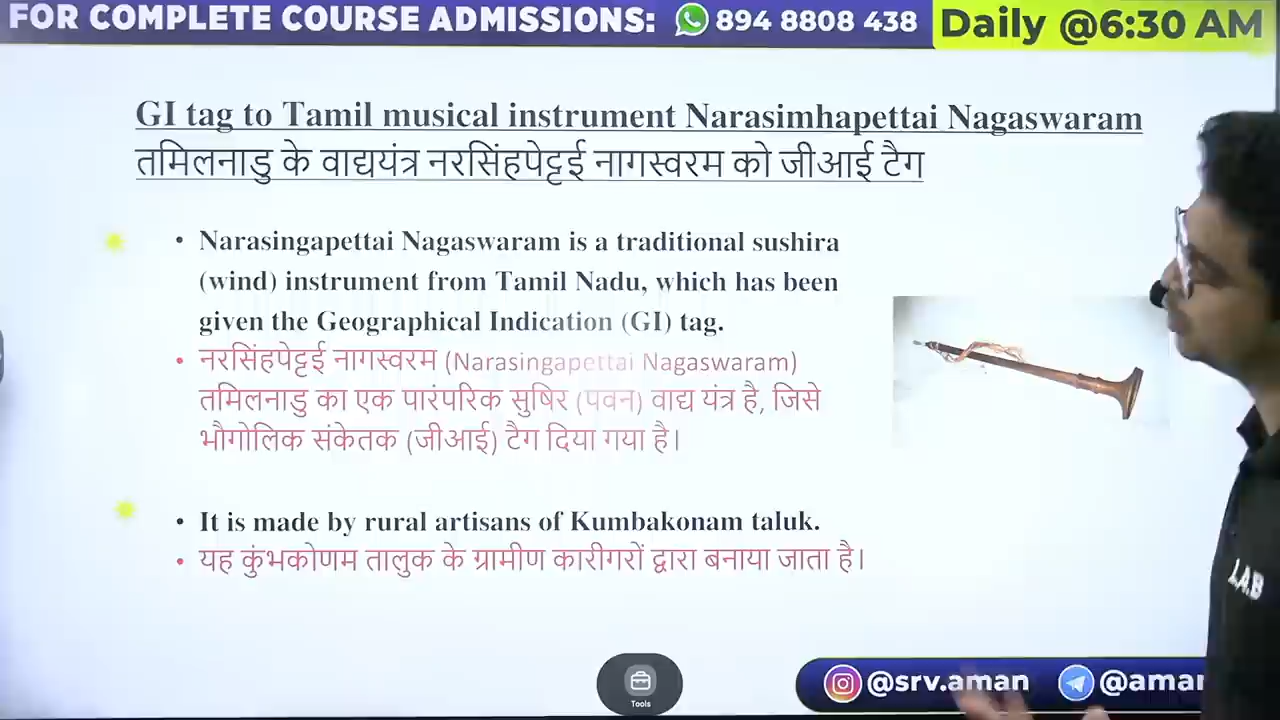 FOR COMPLETE COURSE ADMISSIONS: 894 8808 438
Daily @6:30 AM
GI tag to Tamil musical instrument Narasimhapettai Nagaswaram
तमिलनाडु के वाद्ययंत्र नरसिंहपेट्टई नागस्वरम को जीआई टैग
• Narasingapettai Nagaswaram is a traditional sushira
(wind) instrument from Tamil Nadu, which has been
given the Geographical Indication (GI) tag.
• नरसिंहपेट्टई नागस्वरम (Narasingapettai Nagaswaram)
तमिलनाडु का एक पारंपरिक सुषिर (पवन) वाद्य यंत्र है, जिसे
भौगोलिक संकेतक (जीआई) टैग दिया गया है।
• It is made by rural artisans of Kumbakonam taluk.
• यह कुंभकोणम तालुक के ग्रामीण कारीगरों द्वारा बनाया जाता है।
I.A.B
Tools
@srv.aman